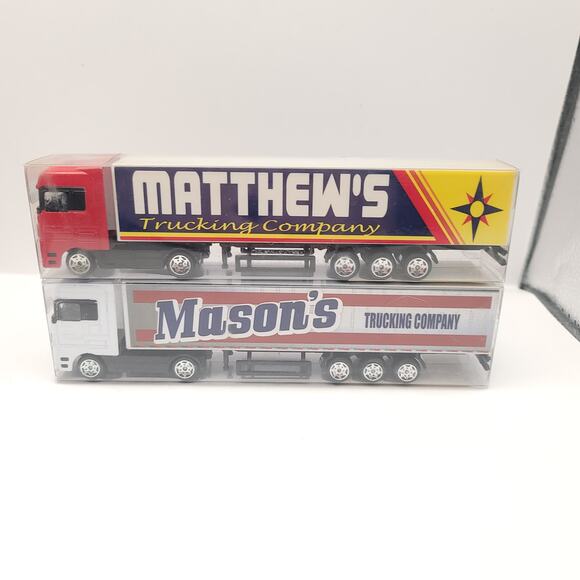 MATTHEW'S
Trucking Company
Mason's
TRUCKING COMPANY